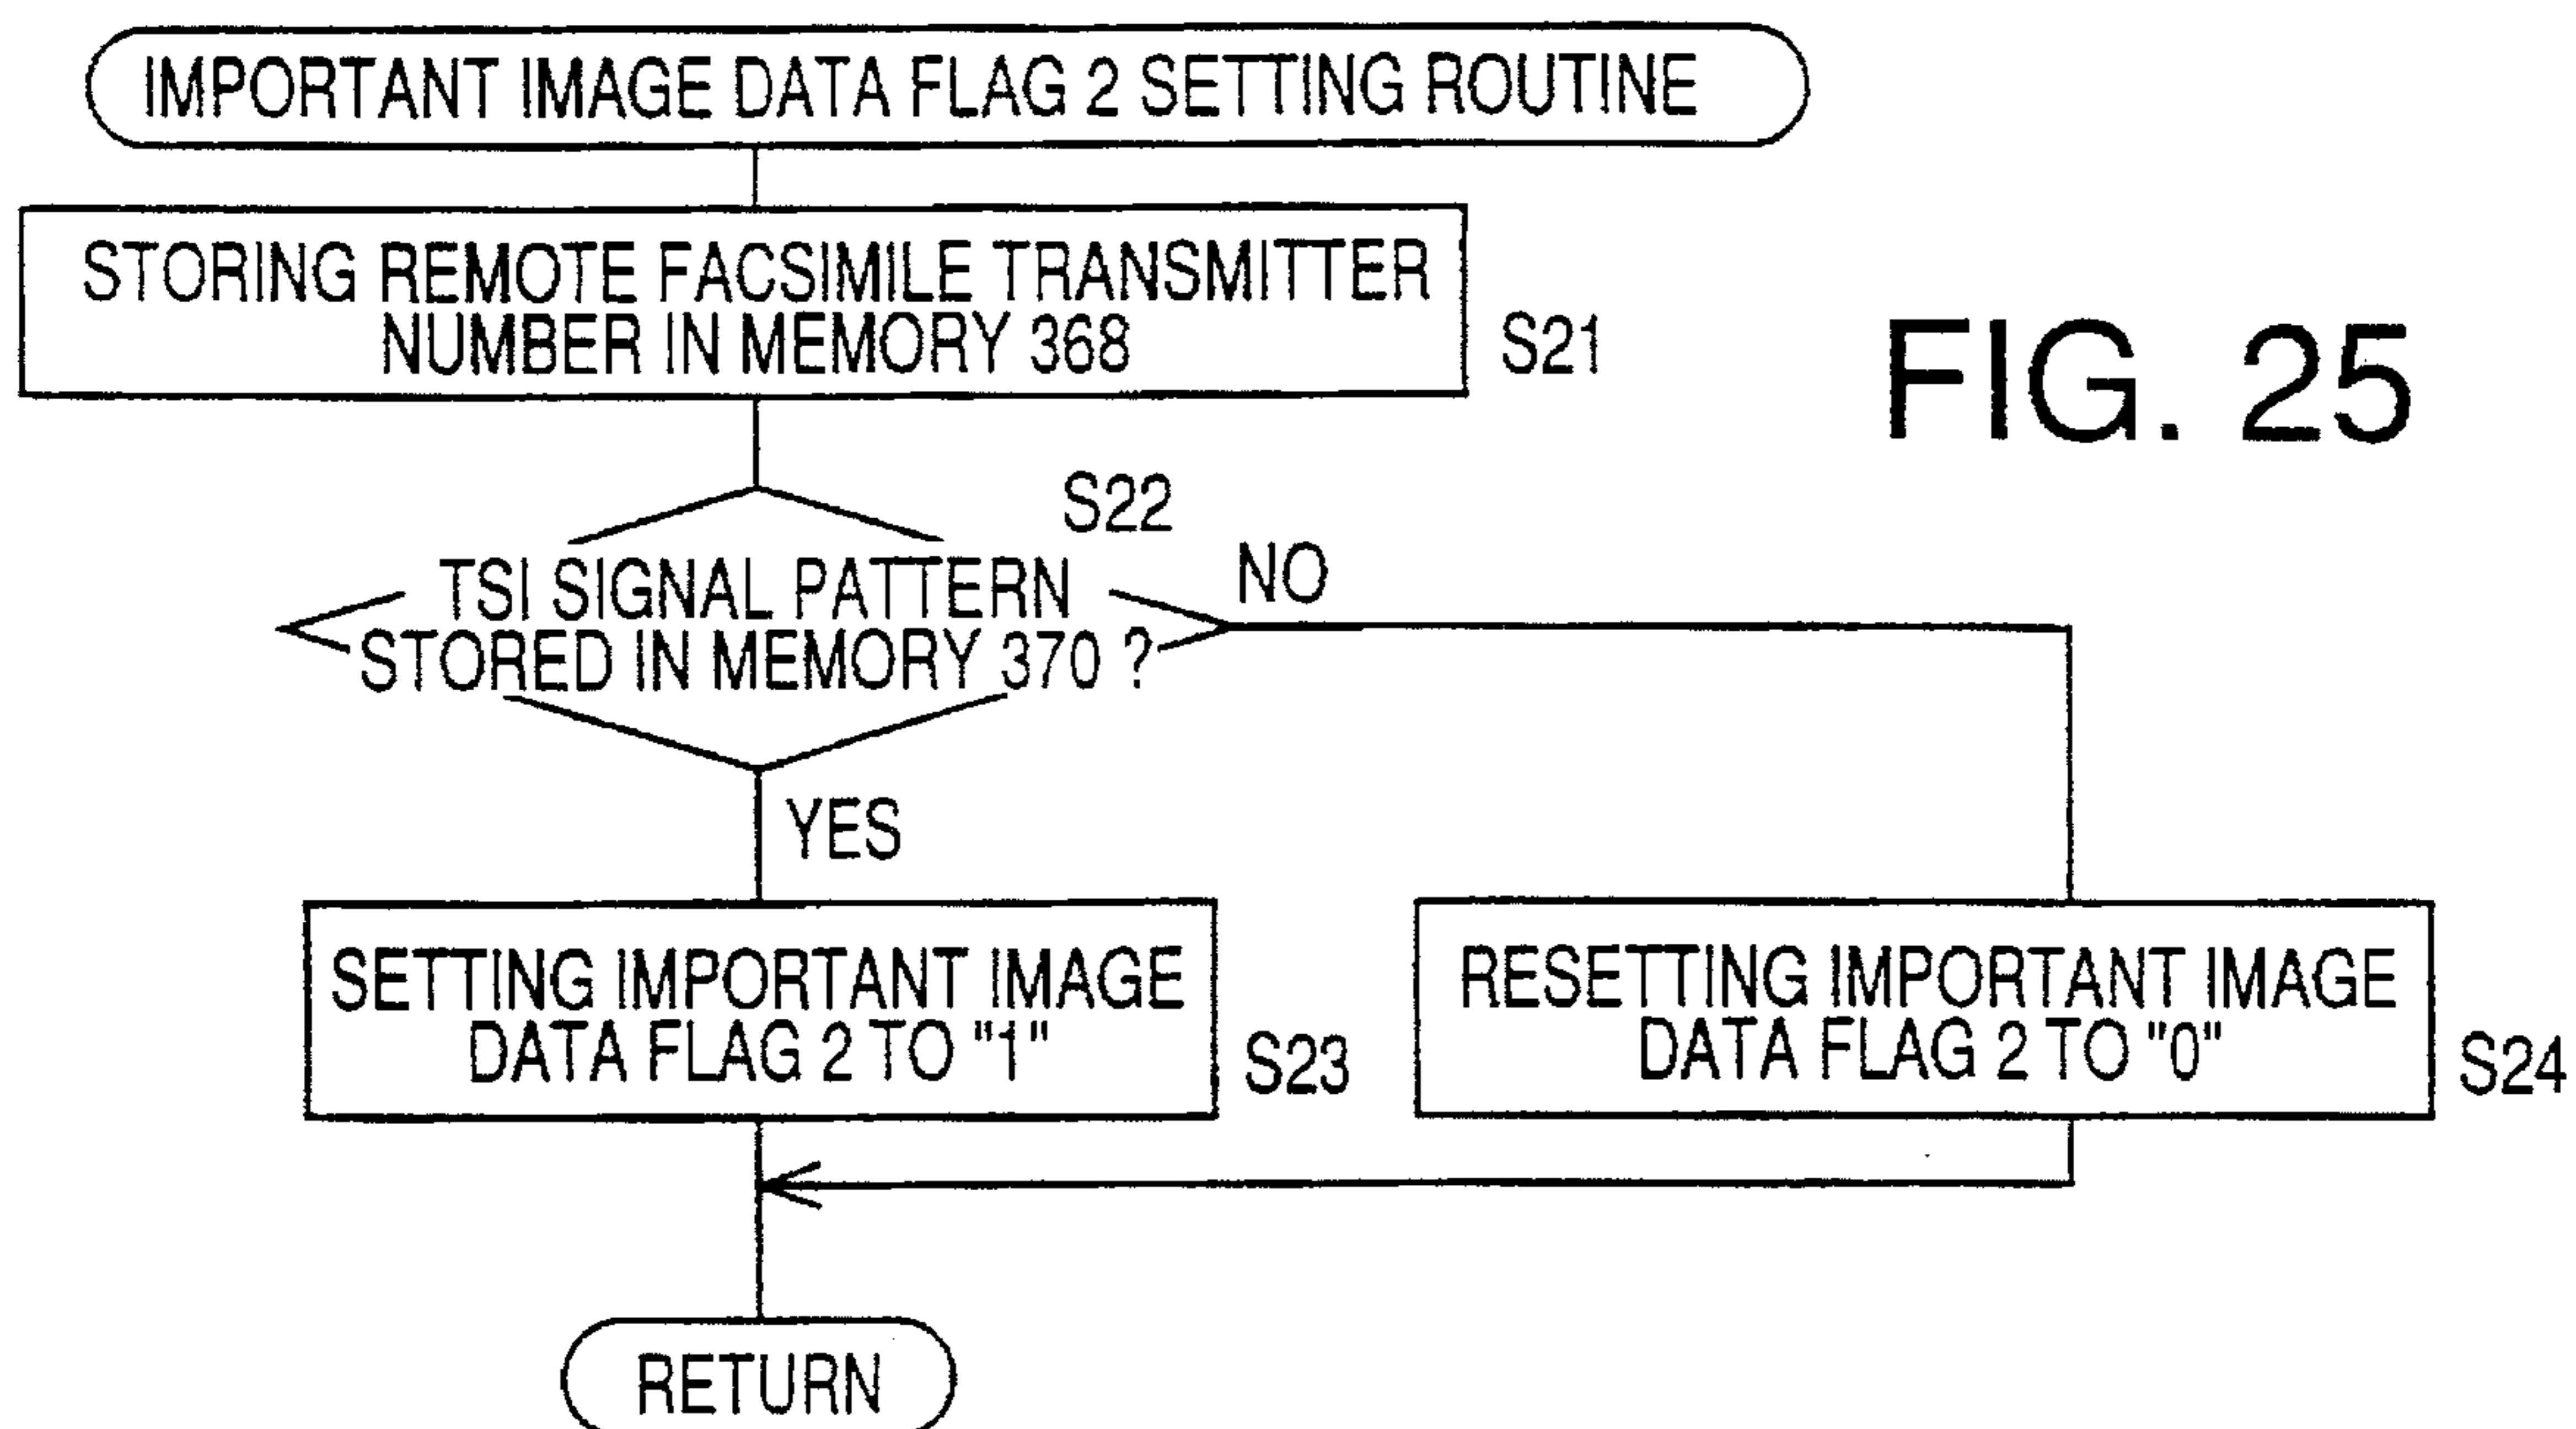 IMPORTANT IMAGE DATA FLAG 2 SETTING ROUTINE
STORING REMOTE FACSIMILE TRANSMITTER
NUMBER IN MEMORY 368
S21
FIG. 25
S22
TSI SIGNAL PATTERN
STORED IN MEMORY 370 ?
NO
YES
SETTING IMPORTANT IMAGE
DATA FLAG 2 TO "1"
S23
RESETTING IMPORTANT IMAGE
DATA FLAG 2 TO "0"
S24
RETURN